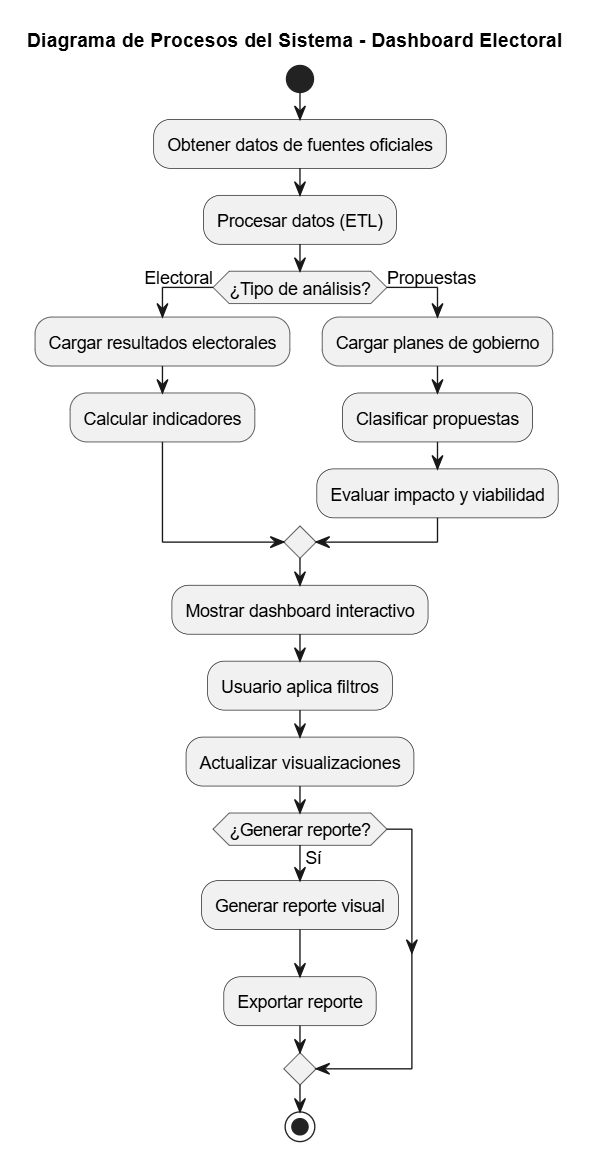 Diagrama de Procesos del Sistema - Dashboard Electoral
Obtener datos de fuentes oficiales
Procesar datos (ETL)
Electoral
¿Tipo de análisis?
Propuestas
Cargar resultados electorales
Cargar planes de gobierno
Calcular indicadores
Clasificar propuestas
Evaluar impacto y viabilidad
Mostrar dashboard interactivo
Usuario aplica filtros
Actualizar visualizaciones
¿Generar reporte?
Sí
Generar reporte visual
Exportar reporte